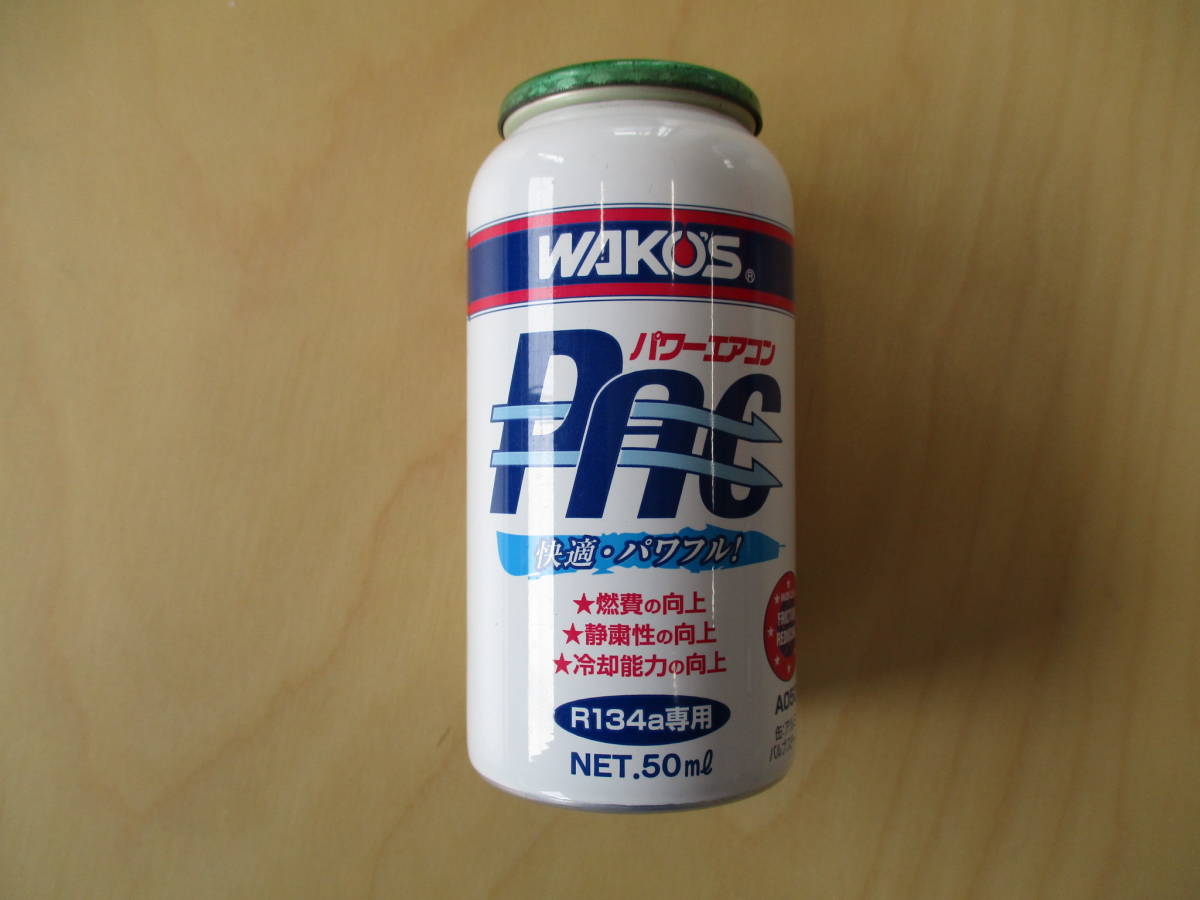 WAKO'S®
パワーエアコン
PAC
快適・パワフル!
★燃費の向上
★静粛性の向上
★冷却能力の向上
R134a専用
NET.50ml